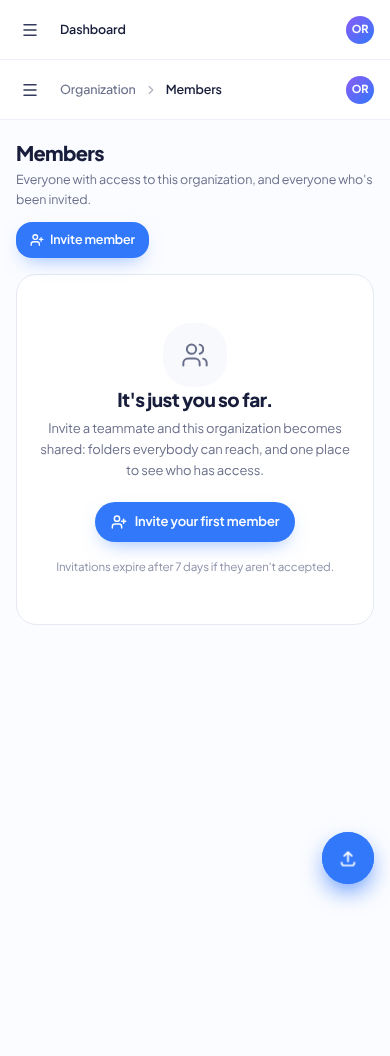 Dashboard
OR
Organization > Members
OR
Members
Everyone with access to this organization, and everyone who's
been invited.
Invite member
It's just you so far.
Invite a teammate and this organization becomes
shared: folders everybody can reach, and one place
to see who has access.
Invite your first member
Invitations expire after 7 days if they aren't accepted.